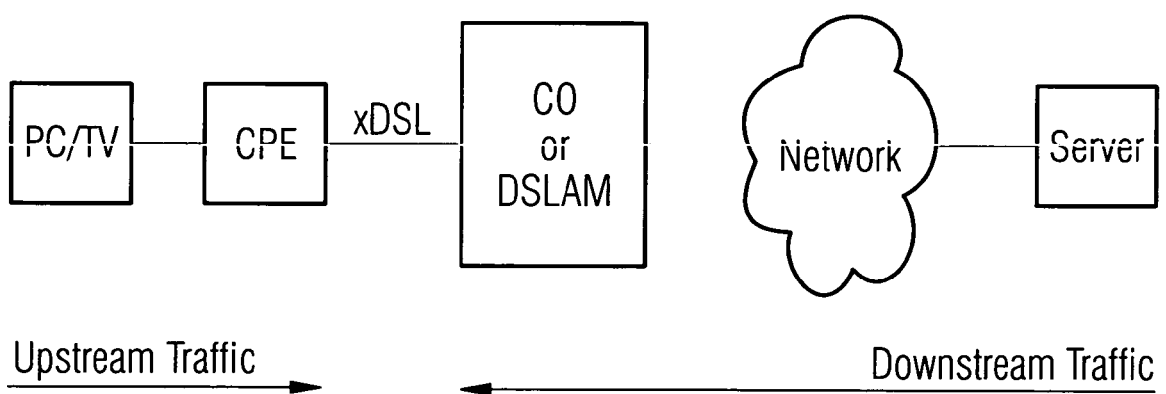 PC/TV
CPE
xDSL
CO
or
DSLAM
Network
Server
Upstream Traffic
Downstream Traffic